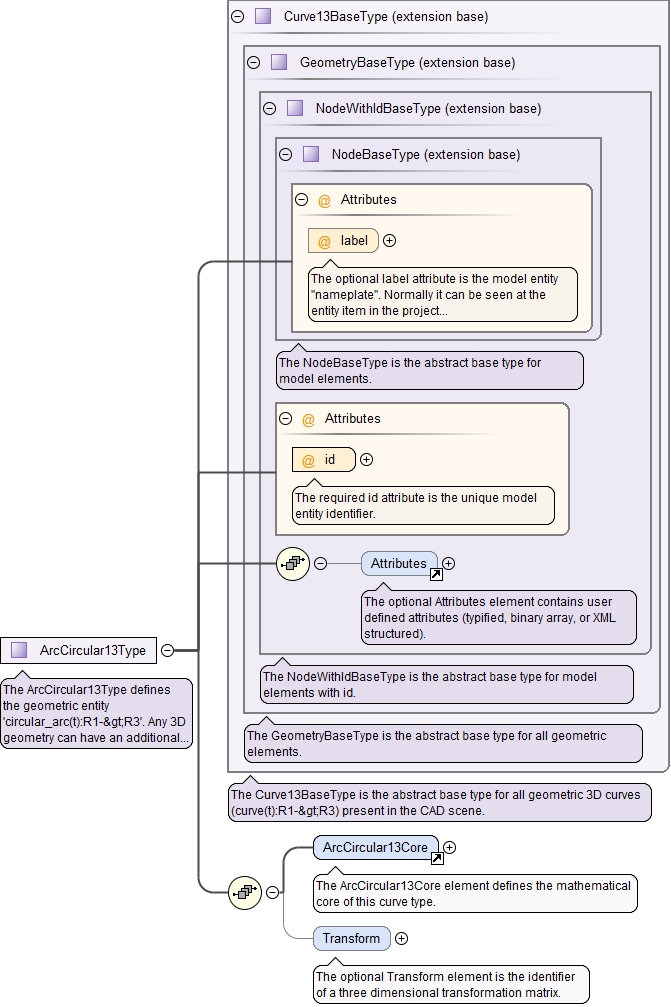 Curve13BaseType (extension base)
GeometryBaseType (extension base)
NodeWithIdBaseType (extension base)
NodeBaseType (extension base)
@ Attributes
@ label
The optional label attribute is the model entity
"nameplate". Normally it can be seen at the
entity item in the project...
The NodeBaseType is the abstract base type for
model elements.
@ Attributes
@ id
The required id attribute is the unique model
entity identifier.
Attributes
The optional Attributes element contains user
defined attributes (typified, binary array, or XML
structured).
ArcCircular13Type
The ArcCircular13Type defines
the geometric entity
'circular_arc(t):R1-&gt;R3'. Any 3D
geometry can have an additional...
The NodeWithIdBaseType is the abstract base type for model
elements with id.
The GeometryBaseType is the abstract base type for all geometric
elements.
The Curve13BaseType is the abstract base type for all geometric 3D curves
(curve(t):R1-&gt;R3) present in the CAD scene.
ArcCircular13Core
The ArcCircular13Core element defines the mathematical
core of this curve type.
Transform
The optional Transform element is the identifier
of a three dimensional transformation matrix.